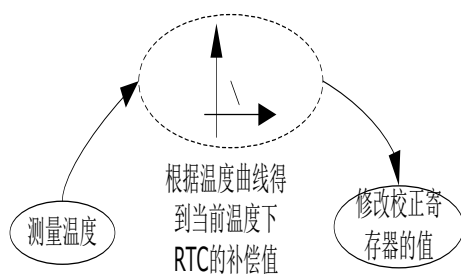 测量温度
根据温度曲线得
到当前温度下
RTC的补偿值
修改校正寄
存器的值